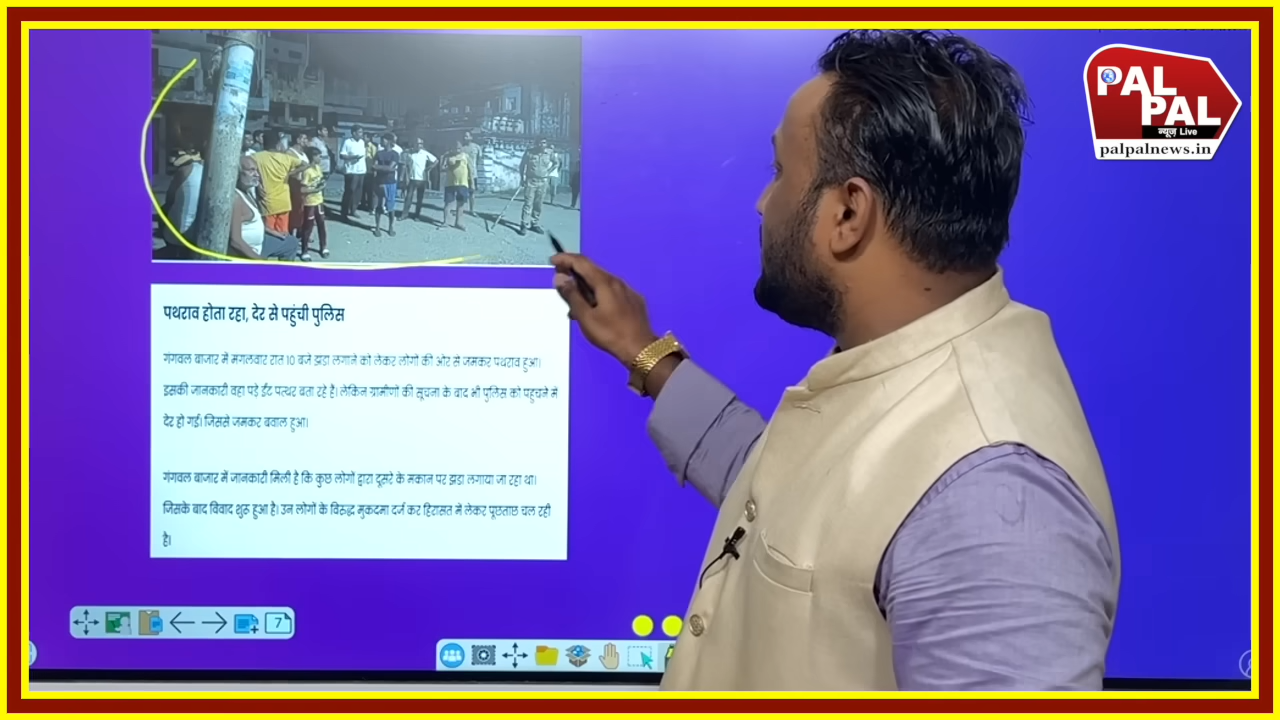 PAL
PAL
न्यूज़ Live
palpalnews.in
पथराव होता रहा, देर से पहुंची पुलिस
गंगवल बाजार में मंगलवार रात 10 बजे झंडा लगाने को लेकर लोगों की ओर से जमकर पथराव हुआ।
इसकी जानकारी वहां पड़े ईंट पत्थर बता रहे है। लेकिन ग्रामीणों की सूचना के बाद भी पुलिस को पहुंचने में
देर हो गई। जिससे जमकर बवाल हुआ।
गंगवल बाजार में जानकारी मिली है कि कुछ लोगों द्वारा दूसरे के मकान पर झंडा लगाया जा रहा था।
जिसके बाद विवाद शुरू हुआ है। उन लोगों के विरुद्ध मुकदमा दर्ज कर हिरासत में लेकर पूछताछ चल रही
है।
7